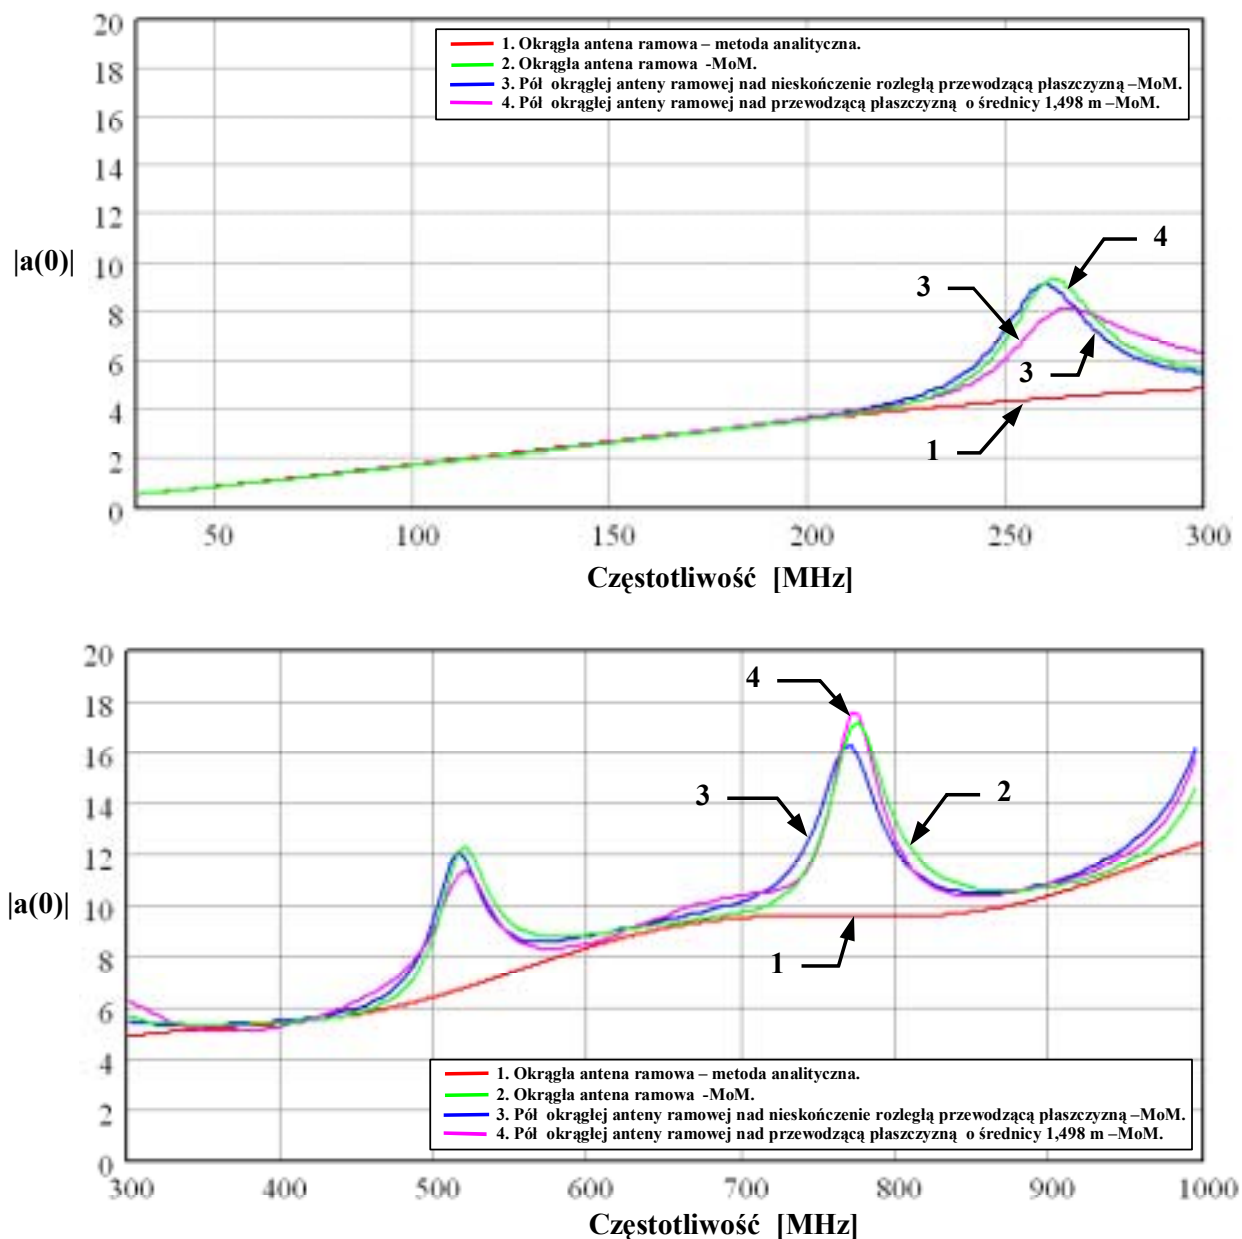 20
18
16
14
12
10
8
6
4
2
0
|a(0)|
1. Okrągła antena ramowa – metoda analityczna.
2. Okrągła antena ramowa -MoM.
3. Pół okrągłej anteny ramowej nad nieskończenie rozległą przewodzącą płaszczyzną –MoM.
4. Pół okrągłej anteny ramowej nad przewodzącą płaszczyzną o średnicy 1,498 m –MoM.
4
3
3
1
50 100 150 200 250 300
Częstotliwość [MHz]
20
18
16
14
12
10
8
6
4
2
0
|a(0)|
4
3
2
1
1. Okrągła antena ramowa – metoda analityczna.
2. Okrągła antena ramowa -MoM.
3. Pół okrągłej anteny ramowej nad nieskończenie rozległą przewodzącą płaszczyzną –MoM.
4. Pół okrągłej anteny ramowej nad przewodzącą płaszczyzną o średnicy 1,498 m –MoM.
300 400 500 600 700 800 900 1000
Częstotliwość [MHz]